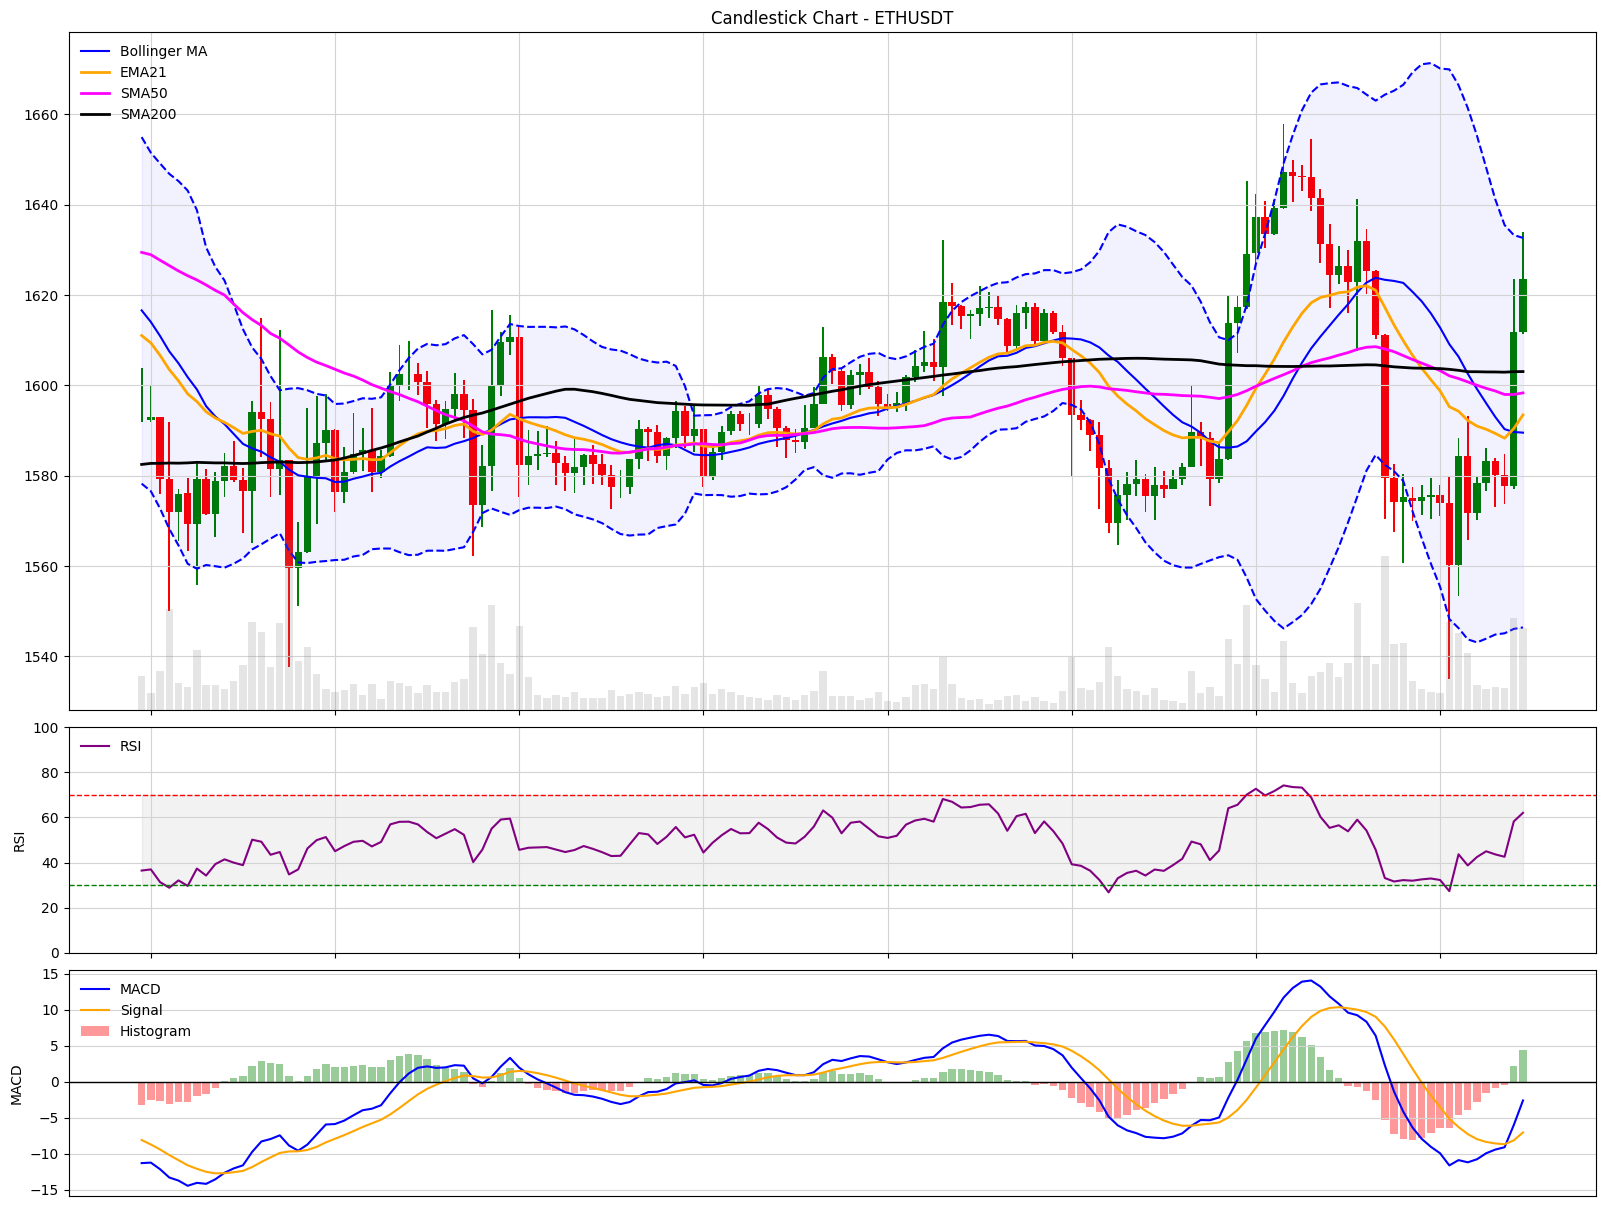 Candlestick Chart - ETHUSDT
Bollinger MA
EMA21
SMA50
SMA200
1660
1640
1620
1600
1580
1560
1540
RSI
100
80
60
40
20
0
RSI
MACD
Signal
Histogram
15
10
5
0
−5
−10
−15
MACD